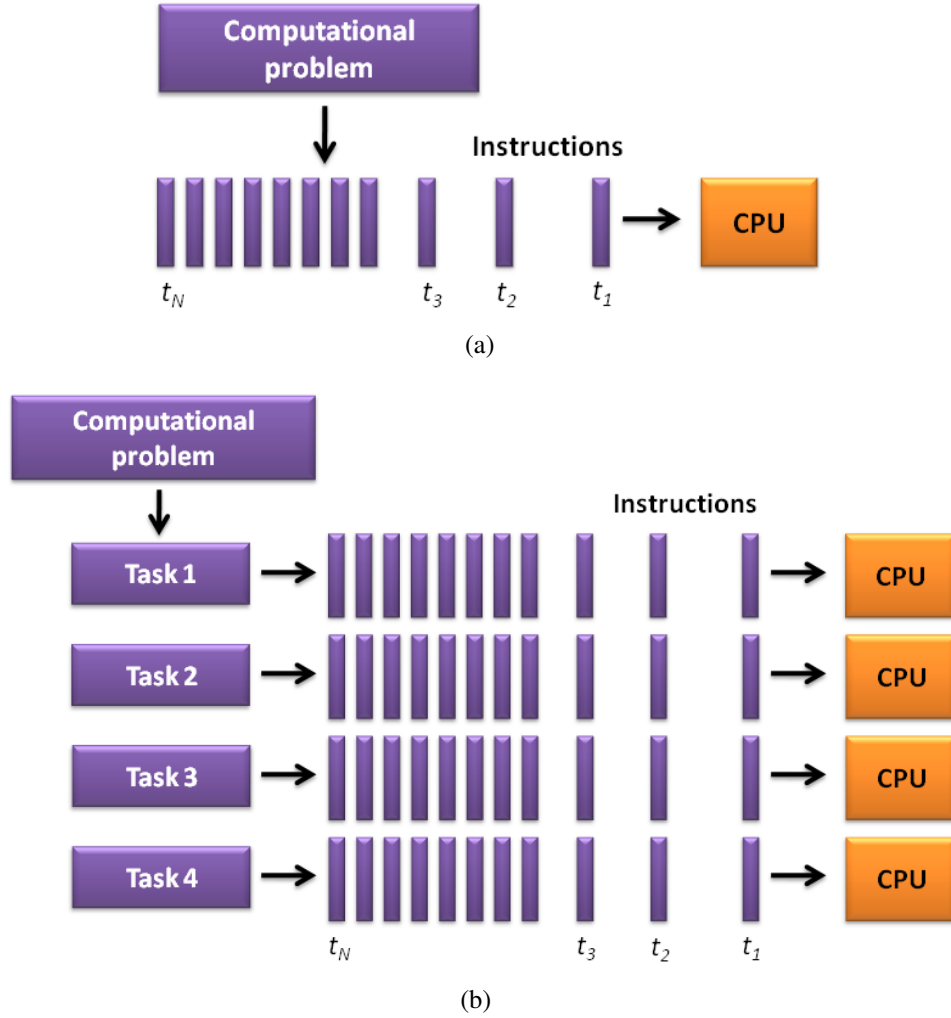 Computational
problem
Instructions
CPU
t_N t_3 t_2 t_1
(a)
Computational
problem
Instructions
Task 1
CPU
Task 2
CPU
Task 3
CPU
Task 4
CPU
t_N t_3 t_2 t_1
(b)